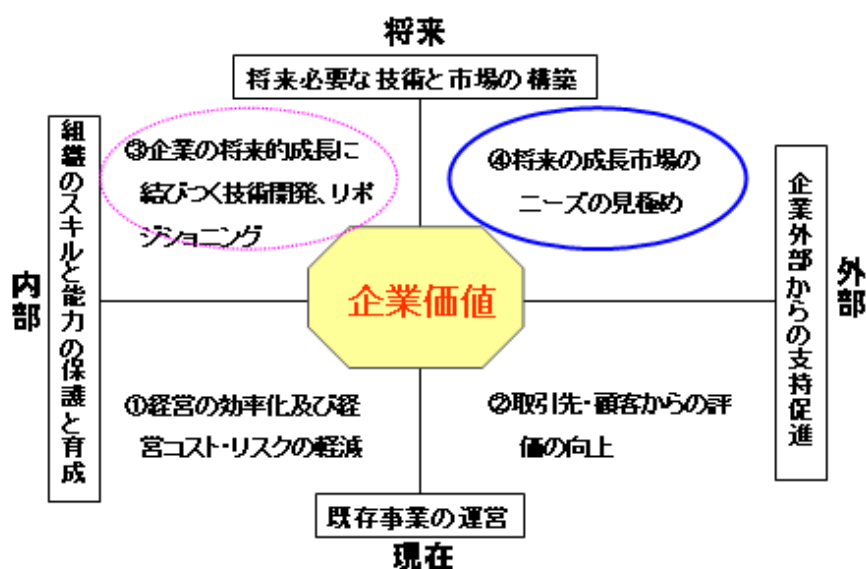 将来
将来必要な技術と市場の構築
組織のスキルと能力の保護と育成
③企業の将来的成長に
結びつく技術開発、リポ
ジショニング
④将来の成長市場の
ニーズの見極め
企業外部からの支持促進
内部
企業価値
外部
①経営の効率化及び経
営コスト・リスクの軽減
②取引先・顧客からの評
価の向上
既存事業の運営
現在